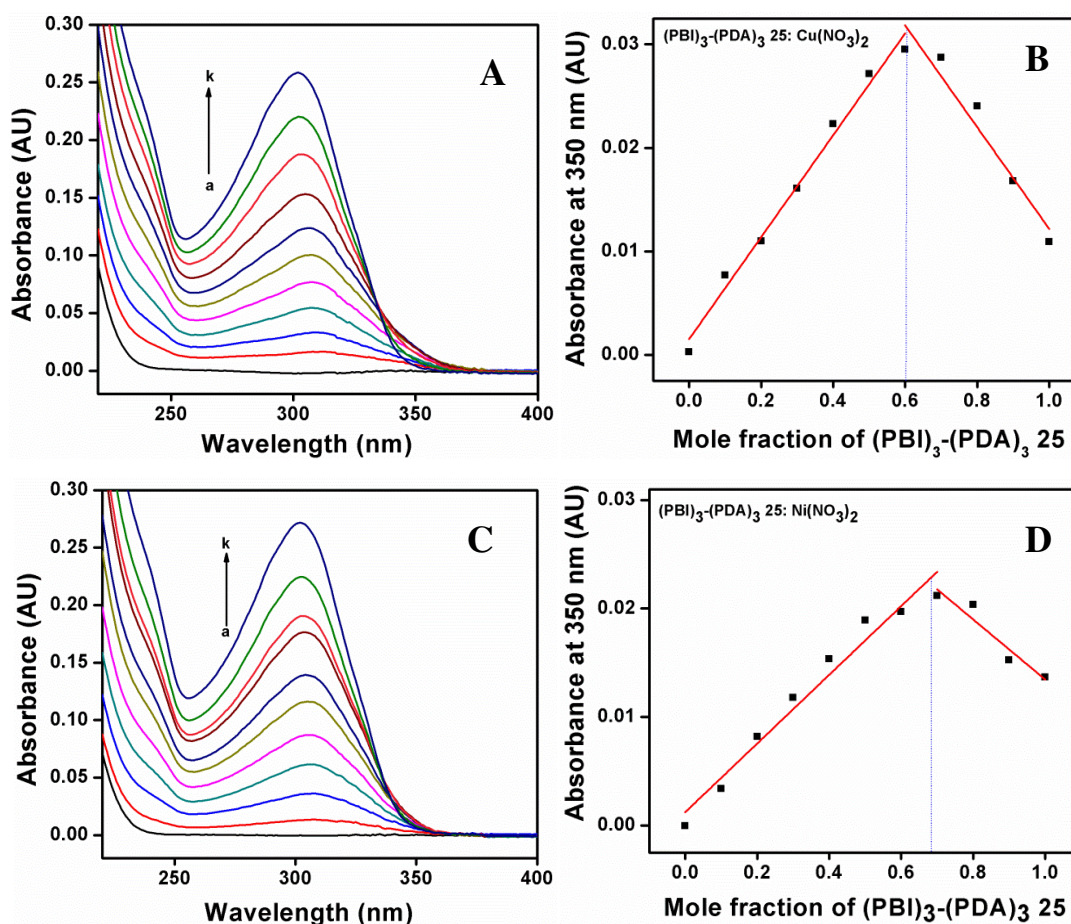 A
k
a
0.30
0.25
0.20
0.15
0.10
0.05
0.00
Absorbance (AU)
250 300 350 400
Wavelength (nm)
B
(PBI)3-(PDA)3 25: Cu(NO3)2
0.03
0.02
0.01
0.00
Absorbance at 350 nm (AU)
0.0 0.2 0.4 0.6 0.8 1.0
Mole fraction of (PBI)3-(PDA)3 25
C
k
a
0.30
0.25
0.20
0.15
0.10
0.05
0.00
Absorbance (AU)
250 300 350 400
Wavelength (nm)
D
(PBI)3-(PDA)3 25: Ni(NO3)2
0.03
0.02
0.01
0.00
Absorbance at 350 nm (AU)
0.0 0.2 0.4 0.6 0.8 1.0
Mole fraction of (PBI)3-(PDA)3 25